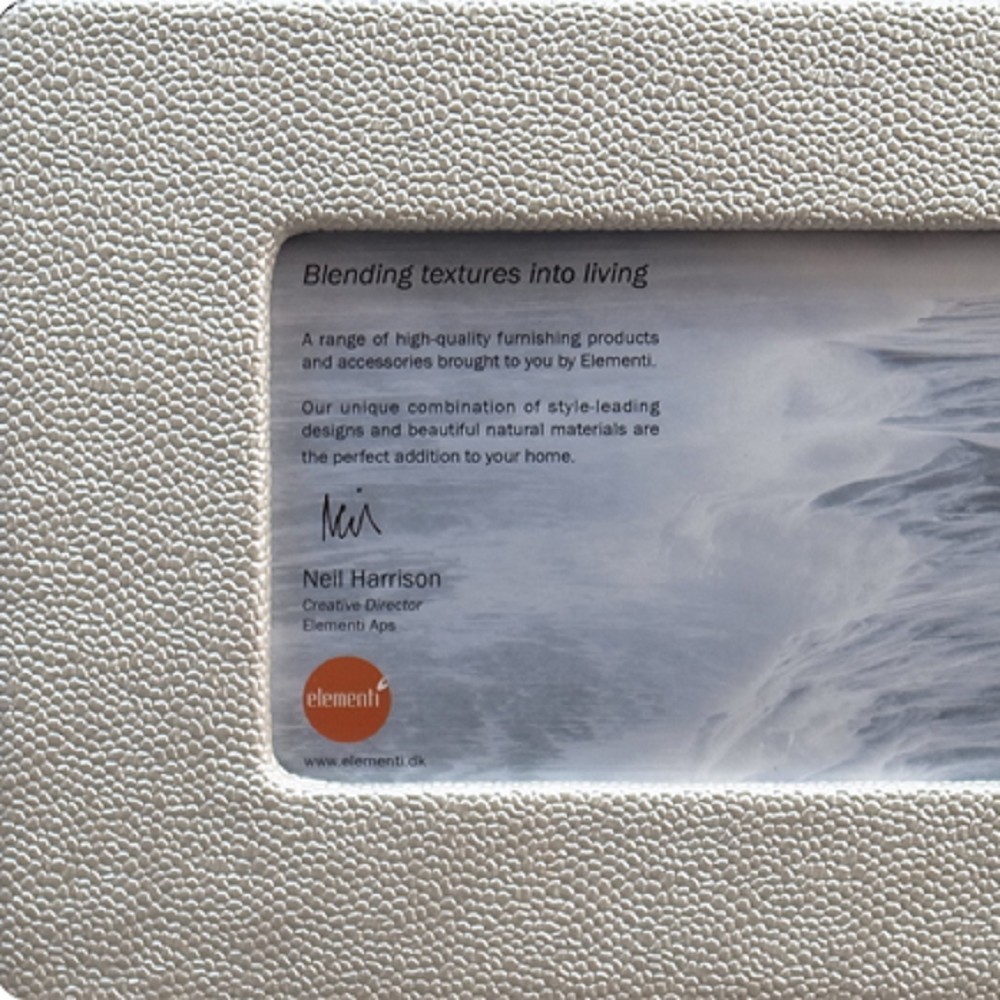 Blending textures into living
A range of high-quality furnishing products
and accessories brought to you by Elementi.
Our unique combination of style-leading
designs and beautiful natural materials are
the perfect addition to your home.
Neil
Neil Harrison
Creative Director
Elementi Aps
elementi
www.elementi.dk